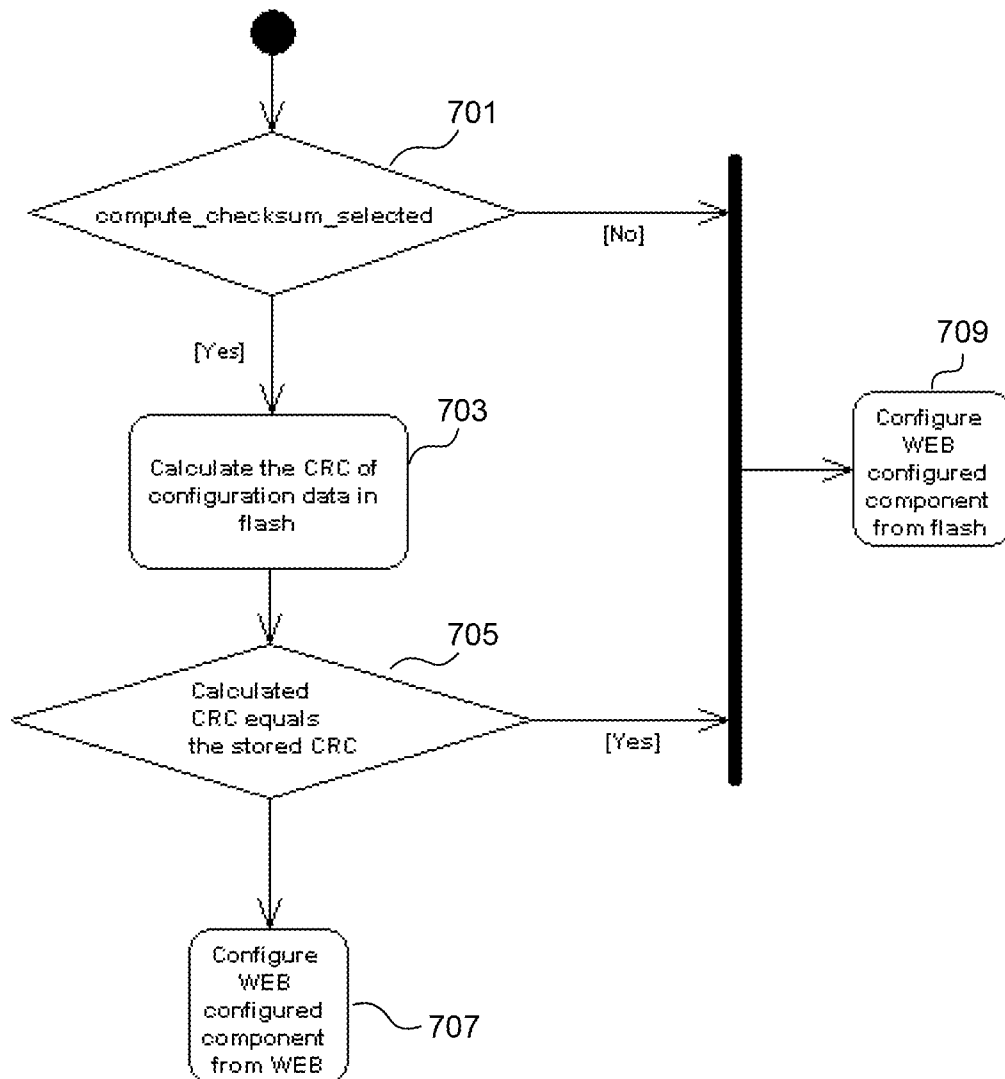 701
compute_checksum_selected
[No]
[Yes]
709
Configure
WEB
configured
component
from flash
703
Calculate the CRC of
configuration data in
flash
705
Calculated
CRC equals
the stored CRC
[Yes]
Configure
WEB
configured
component
from WEB
707